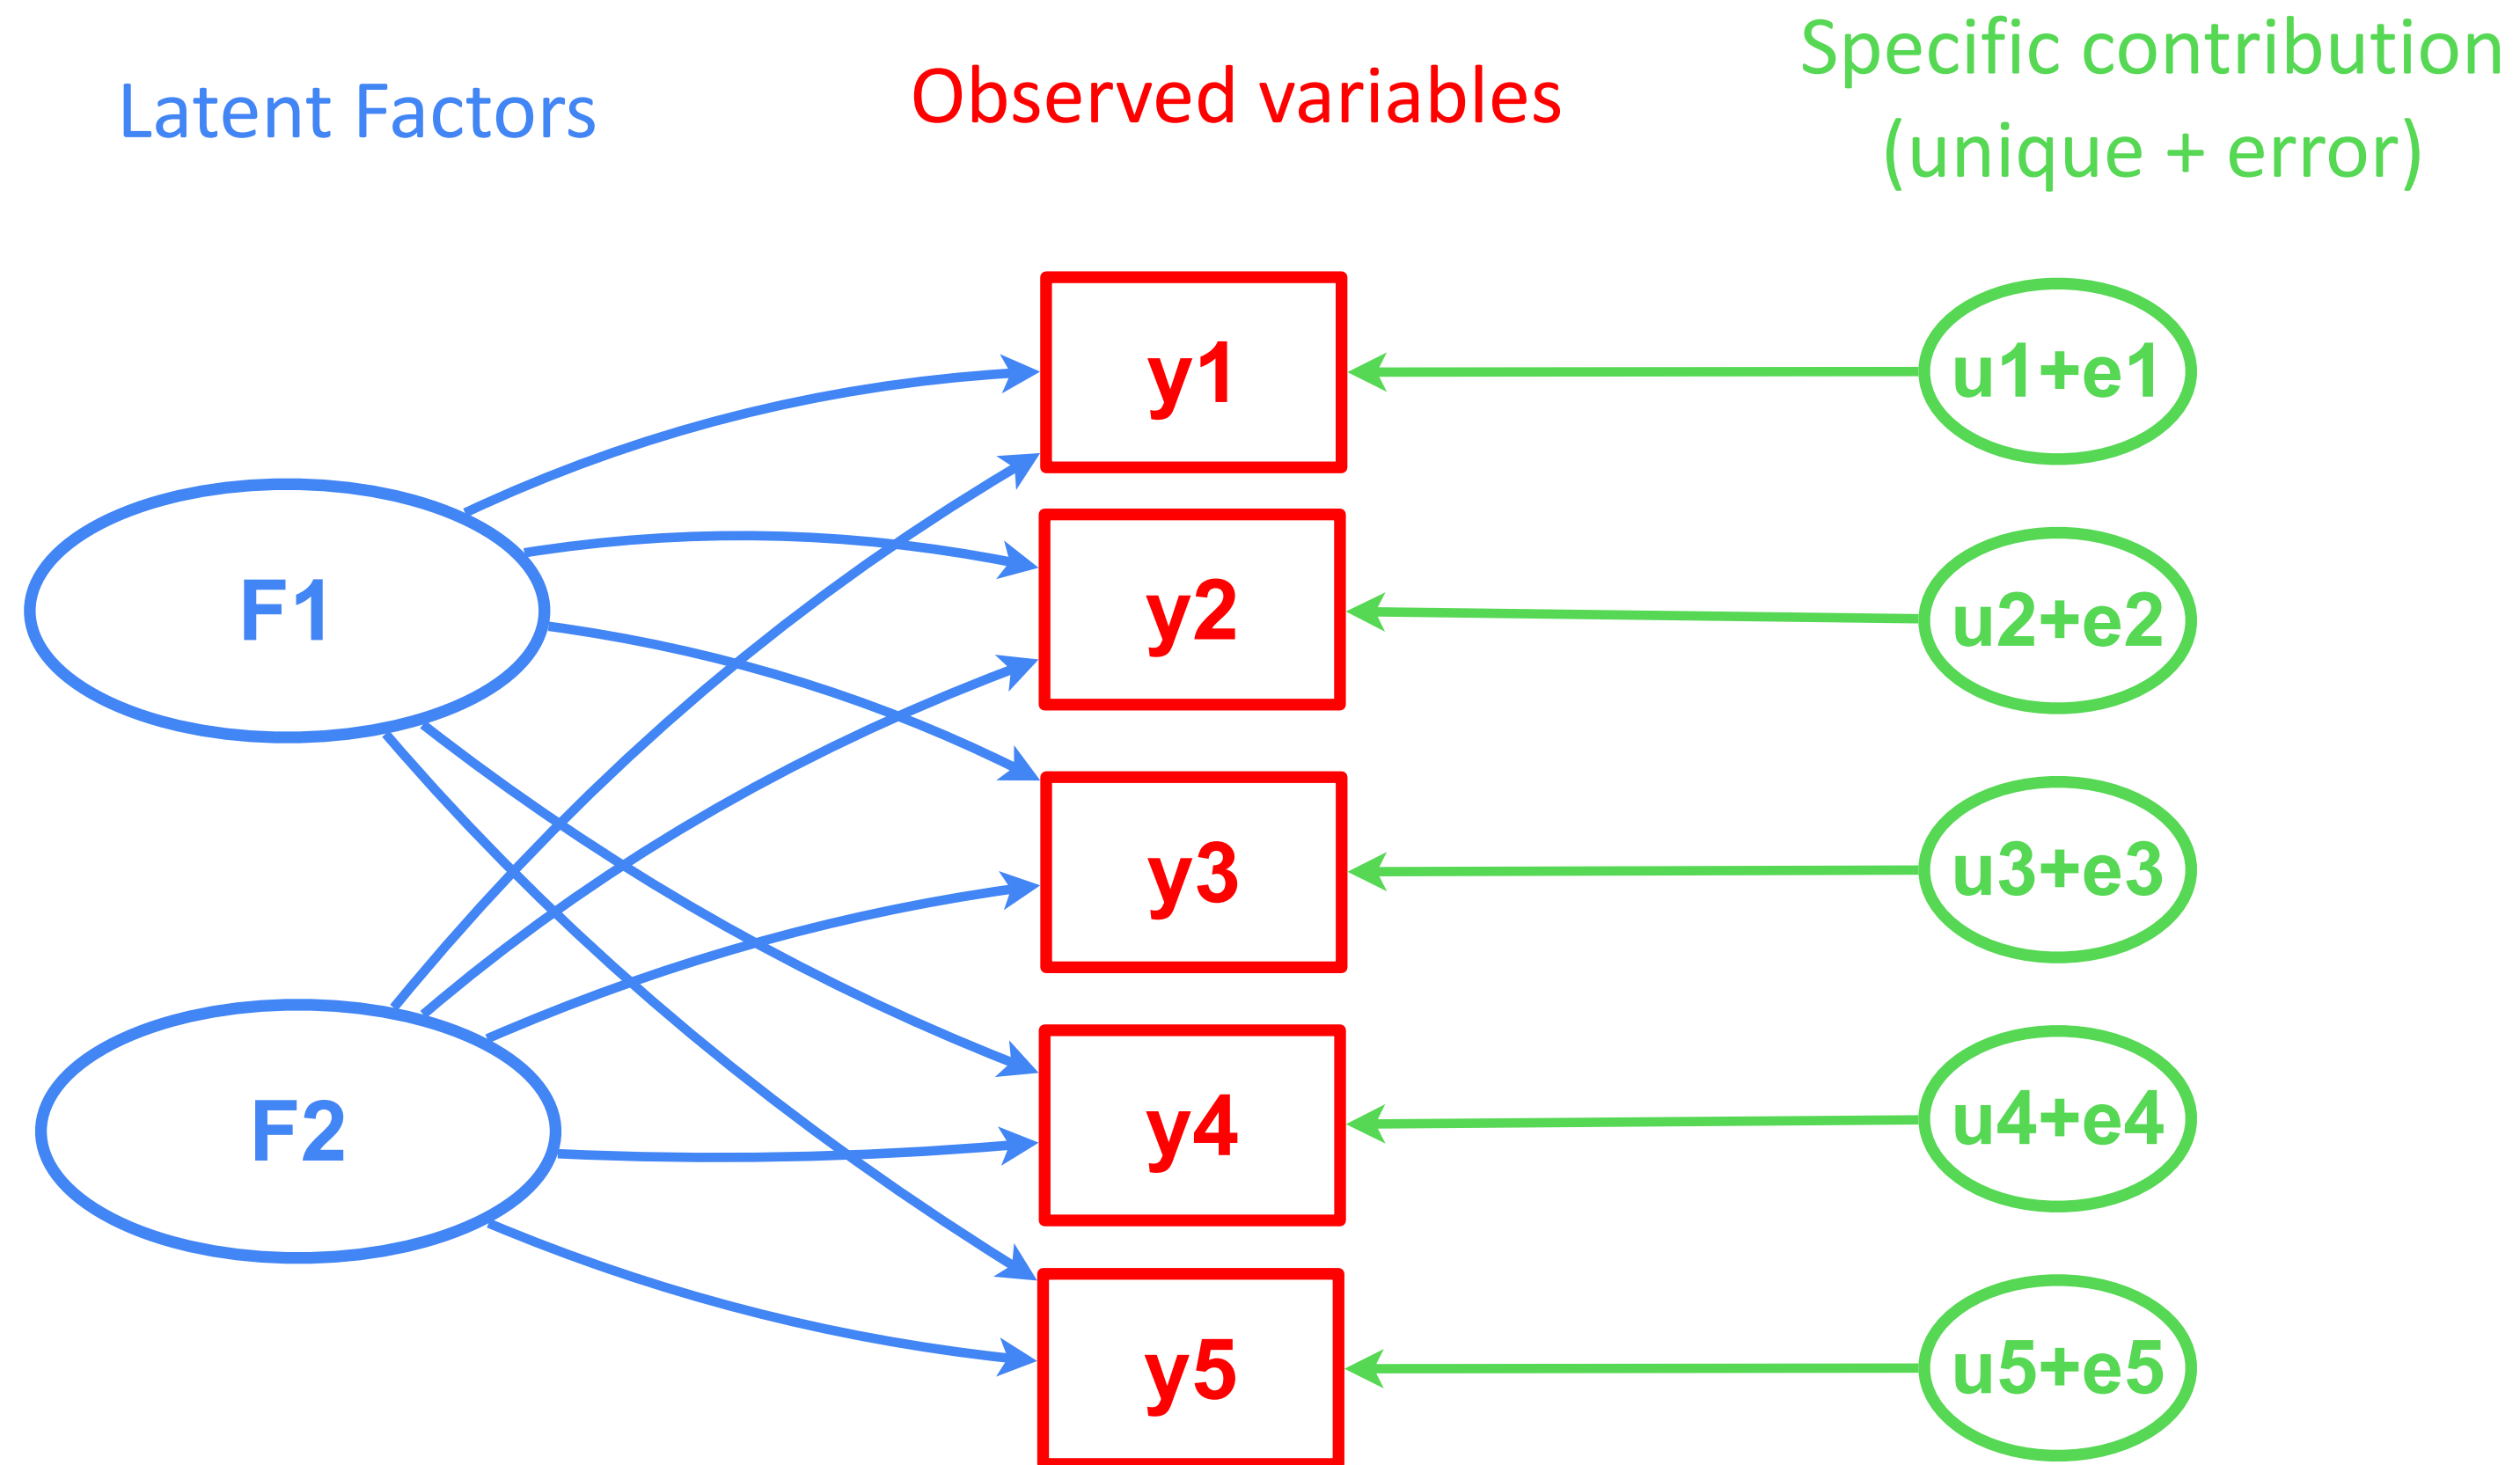 Latent Factors
Observed variables
Specific contribution
(unique + error)
y1
u1+e1
F1
y2
u2+e2
y3
u3+e3
F2
y4
u4+e4
y5
u5+e5